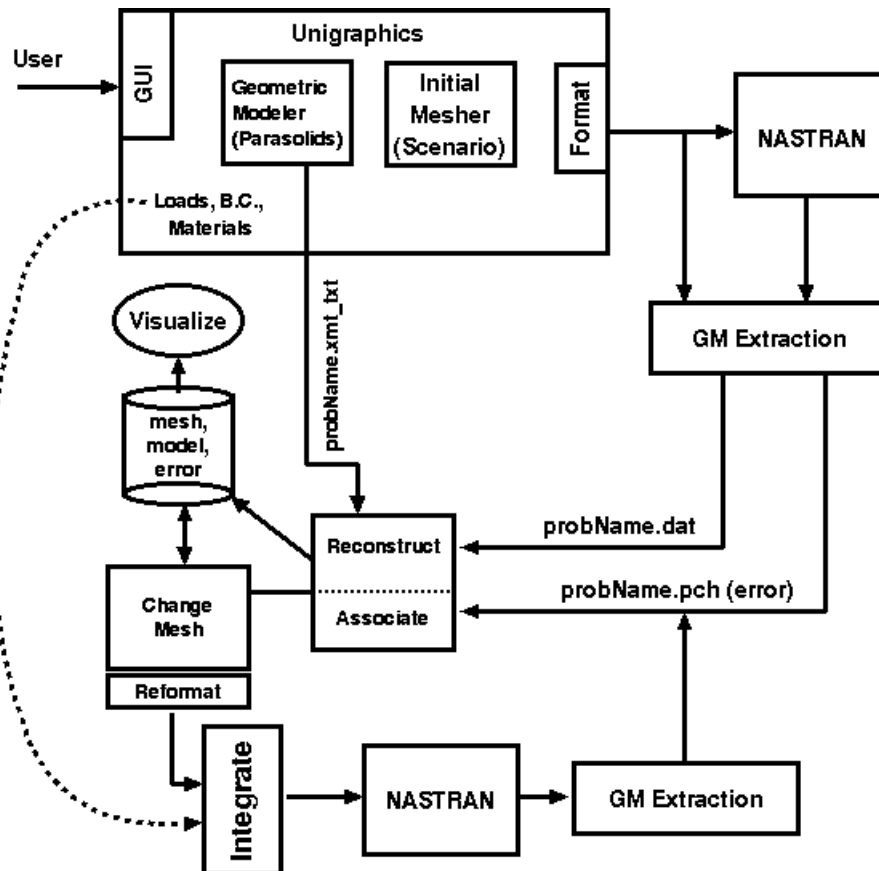 Unigraphics
User
GUI
Geometric
Modeler
(Parasolids)
Initial
Mesher
(Scenario)
Format
NASTRAN
Loads, B.C.,
Materials
probName.xmt_txt
Visualize
GM Extraction
mesh,
model,
error
Reconstruct
probName.dat
Associate
probName.pch (error)
Change
Mesh
Reformat
Integrate
NASTRAN
GM Extraction